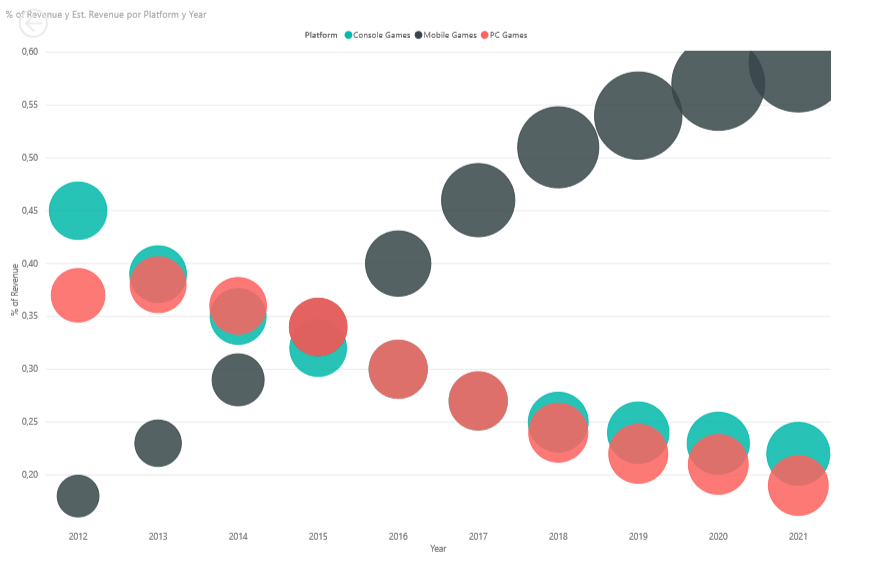 % of Revenue y Est. Revenue por Platform y Year
Platform Console Games Mobile Games PC Games
0,60
0,55
0,50
0,45
0,40
0,35
0,30
0,25
0,20
% of Revenue
2012 2013 2014 2015 2016 2017 2018 2019 2020 2021
Year